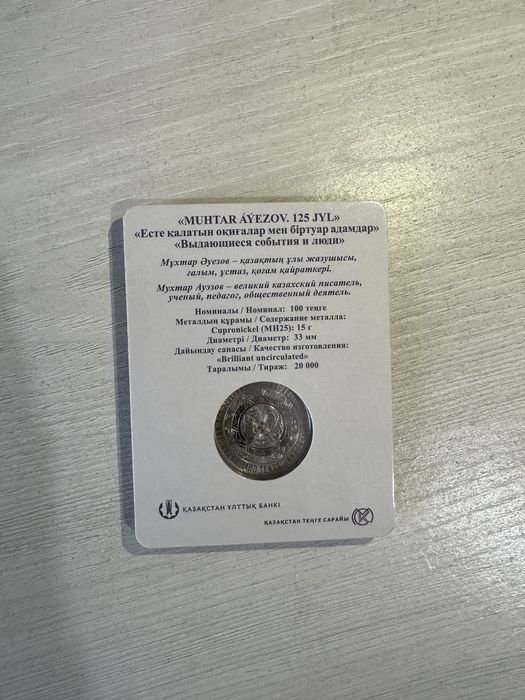 «MUHTAR ÁÝEZOV. 125 JYL»
«Есте қалатын оқиғалар мен біртуар адамдар»
«Выдающиеся события и люди»
Мұхтар Әуезов – қазақтың ұлы жазушысы,
ғалым, ұстаз, қоғам қайраткері.
Мухтар Ауэзов – великий казахский писатель,
ученый, педагог, общественный деятель.
Номиналы / Номинал: 100 теңге
Металдың құрамы / Содержание металла:
Cupronickel (МН25): 15 г
Диаметрі / Диаметр: 33 мм
Дайындау сапасы / Качество изготовления:
«Brilliant uncirculated»
Таралымы / Тираж: 20 000
100 ТЕҢГЕ
ҚАЗАҚСТАН ҰЛТТЫҚ БАНКІ
ҚАЗАҚСТАН ТЕҢГЕ САРАЙЫ